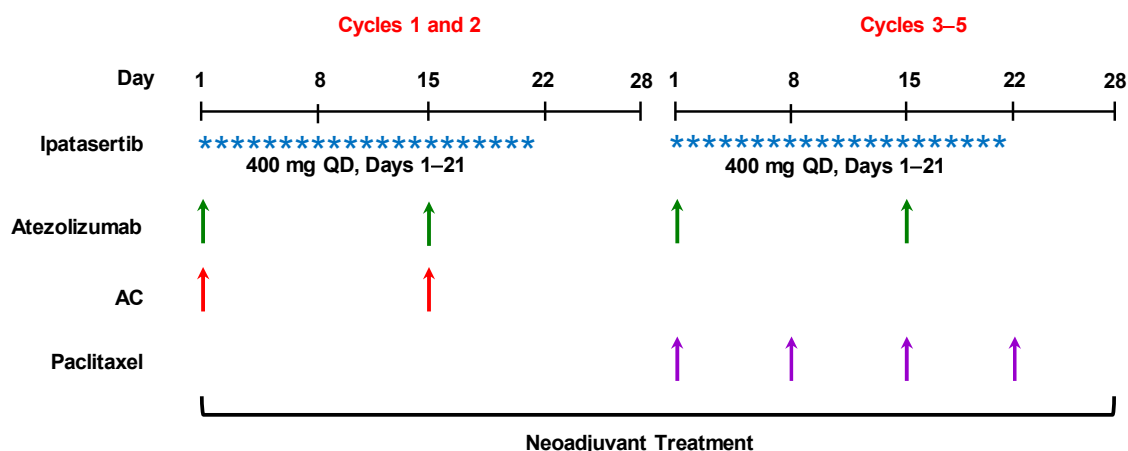 Cycles 1 and 2 Cycles 3–5
Day 1 8 15 22 28 1 8 15 22 28
Ipatasertib *********************  *********************
400 mg QD, Days 1–21 400 mg QD, Days 1–21
Atezolizumab
AC
Paclitaxel
Neoadjuvant Treatment